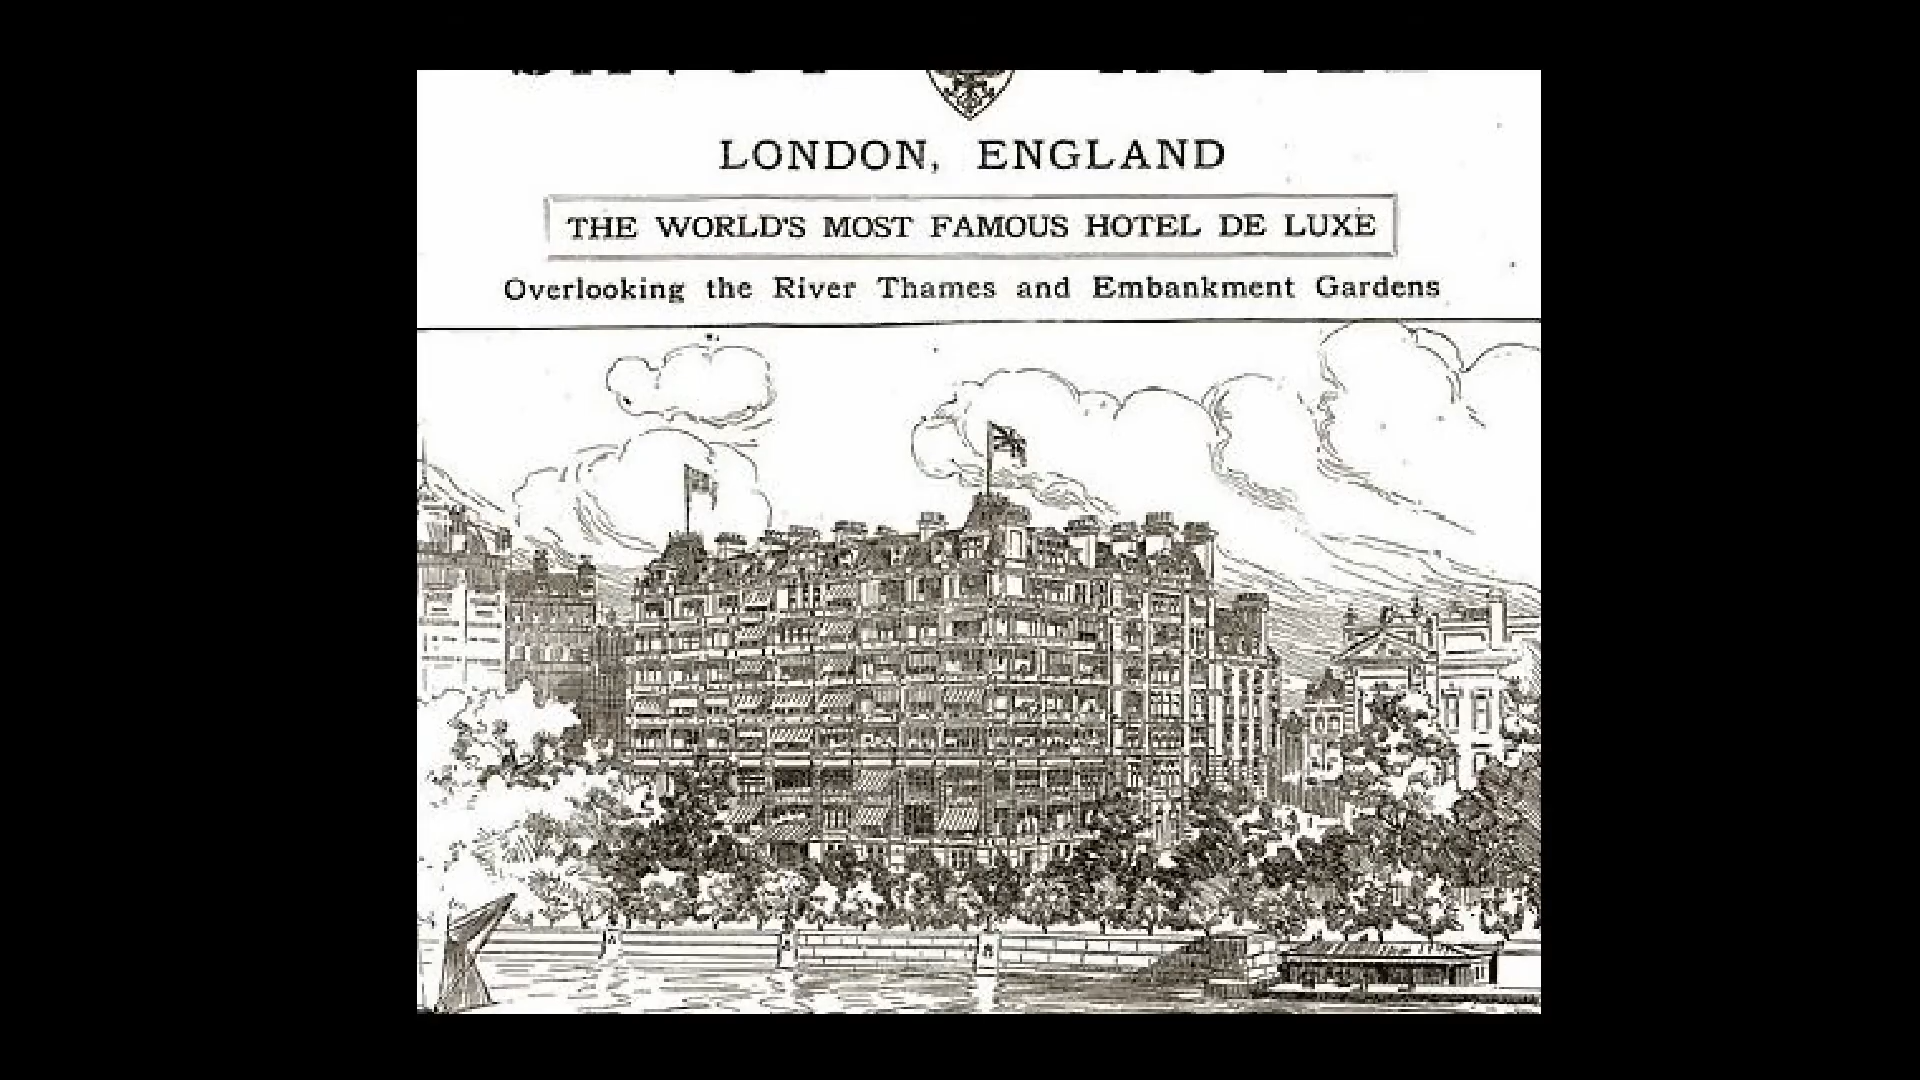 LONDON, ENGLAND
THE WORLD'S MOST FAMOUS HOTEL DE LUXE
Overlooking the River Thames and Embankment Gardens